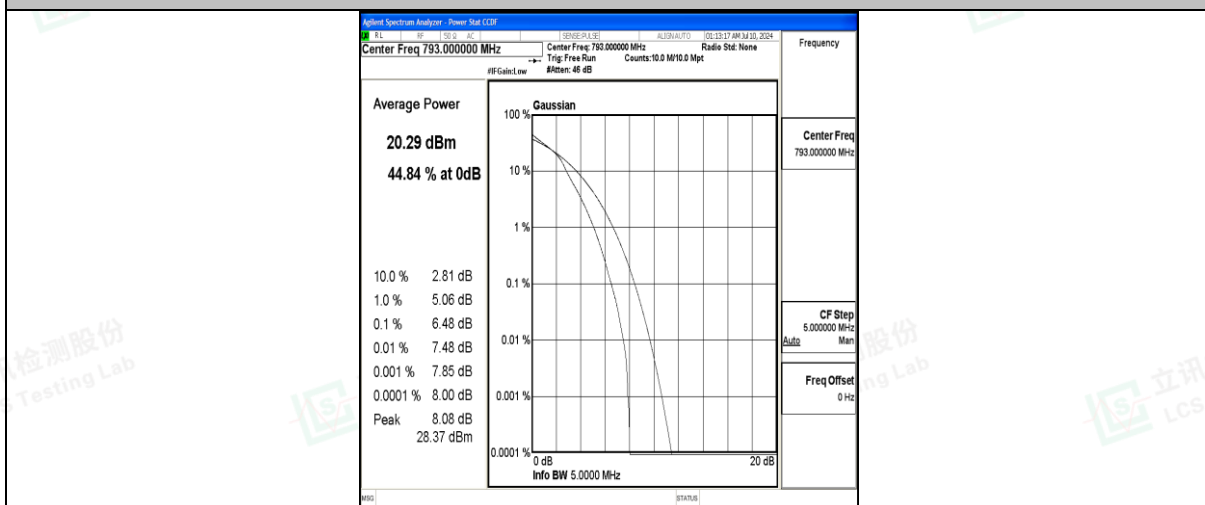 Agilent Spectrum Analyzer - Power Stat CCDF
RL RF 50 Ω AC SENSE:PULSE ALIGN AUTO 01:13:17 AM Jul 10, 2024
Center Freq 793.000000 MHz
Center Freq: 793.000000 MHz Radio Std: None
Trig: Free Run Counts:10.0 M/10.0 Mpt
#IFGain:Low #Atten: 46 dB
Frequency
Average Power
20.29 dBm
44.84 % at 0dB
10.0 % 2.81 dB
1.0 % 5.06 dB
0.1 % 6.48 dB
0.01 % 7.48 dB
0.001 % 7.85 dB
0.0001 % 8.00 dB
Peak 8.08 dB
28.37 dBm
Gaussian
100 %
10 %
1 %
0.1 %
0.01 %
0.001 %
0.0001 %
0 dB 20 dB
Info BW 5.0000 MHz
Center Freq
793.000000 MHz
CF Step
5.000000 MHz
Auto Man
Freq Offset
0 Hz
MSG STATUS
讯检测股份
S Testing Lab
股份
ng Lab
立讯
LCS